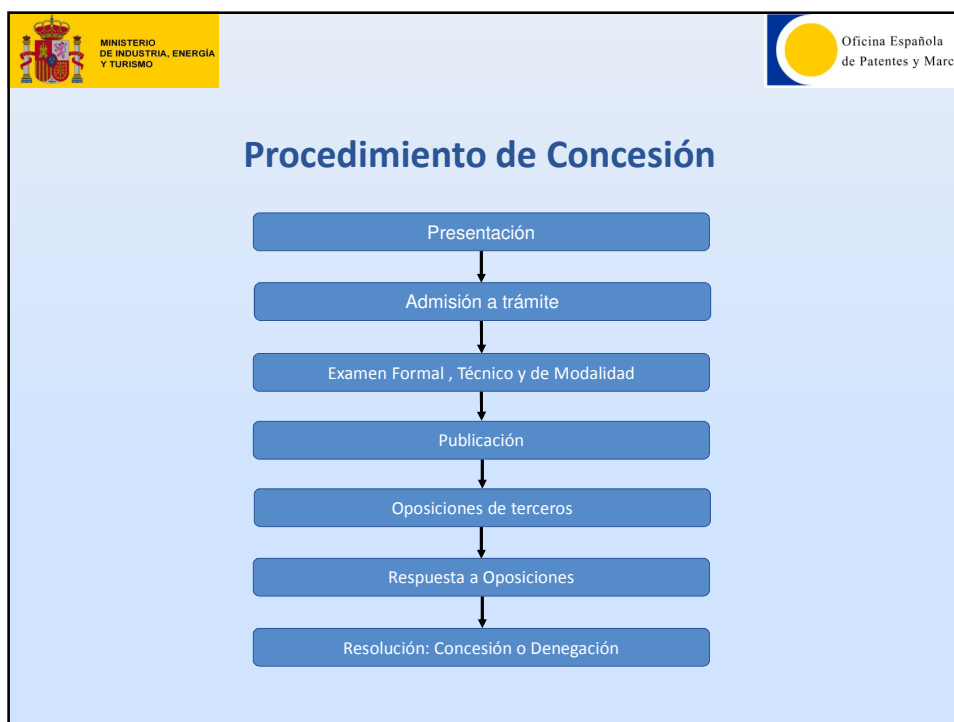 MINISTERIO
DE INDUSTRIA, ENERGÍA
Y TURISMO
Oficina Española
de Patentes y Marc
Procedimiento de Concesión
Presentación
Admisión a trámite
Examen Formal , Técnico y de Modalidad
Publicación
Oposiciones de terceros
Respuesta a Oposiciones
Resolución: Concesión o Denegación